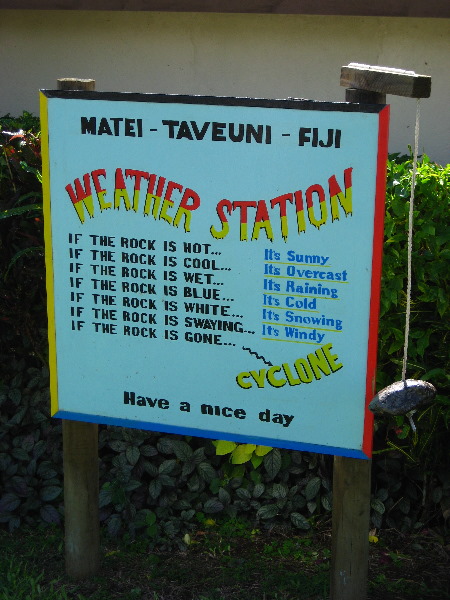 MATEI - TAVEUNI - FIJI
WEATHER STATION
IF THE ROCK IS HOT... It's Sunny
IF THE ROCK IS COOL... It's Overcast
IF THE ROCK IS WET... It's Raining
IF THE ROCK IS BLUE... It's Cold
IF THE ROCK IS WHITE... It's Snowing
IF THE ROCK IS SWAYING... It's Windy
IF THE ROCK IS GONE... CYCLONE
Have a nice day